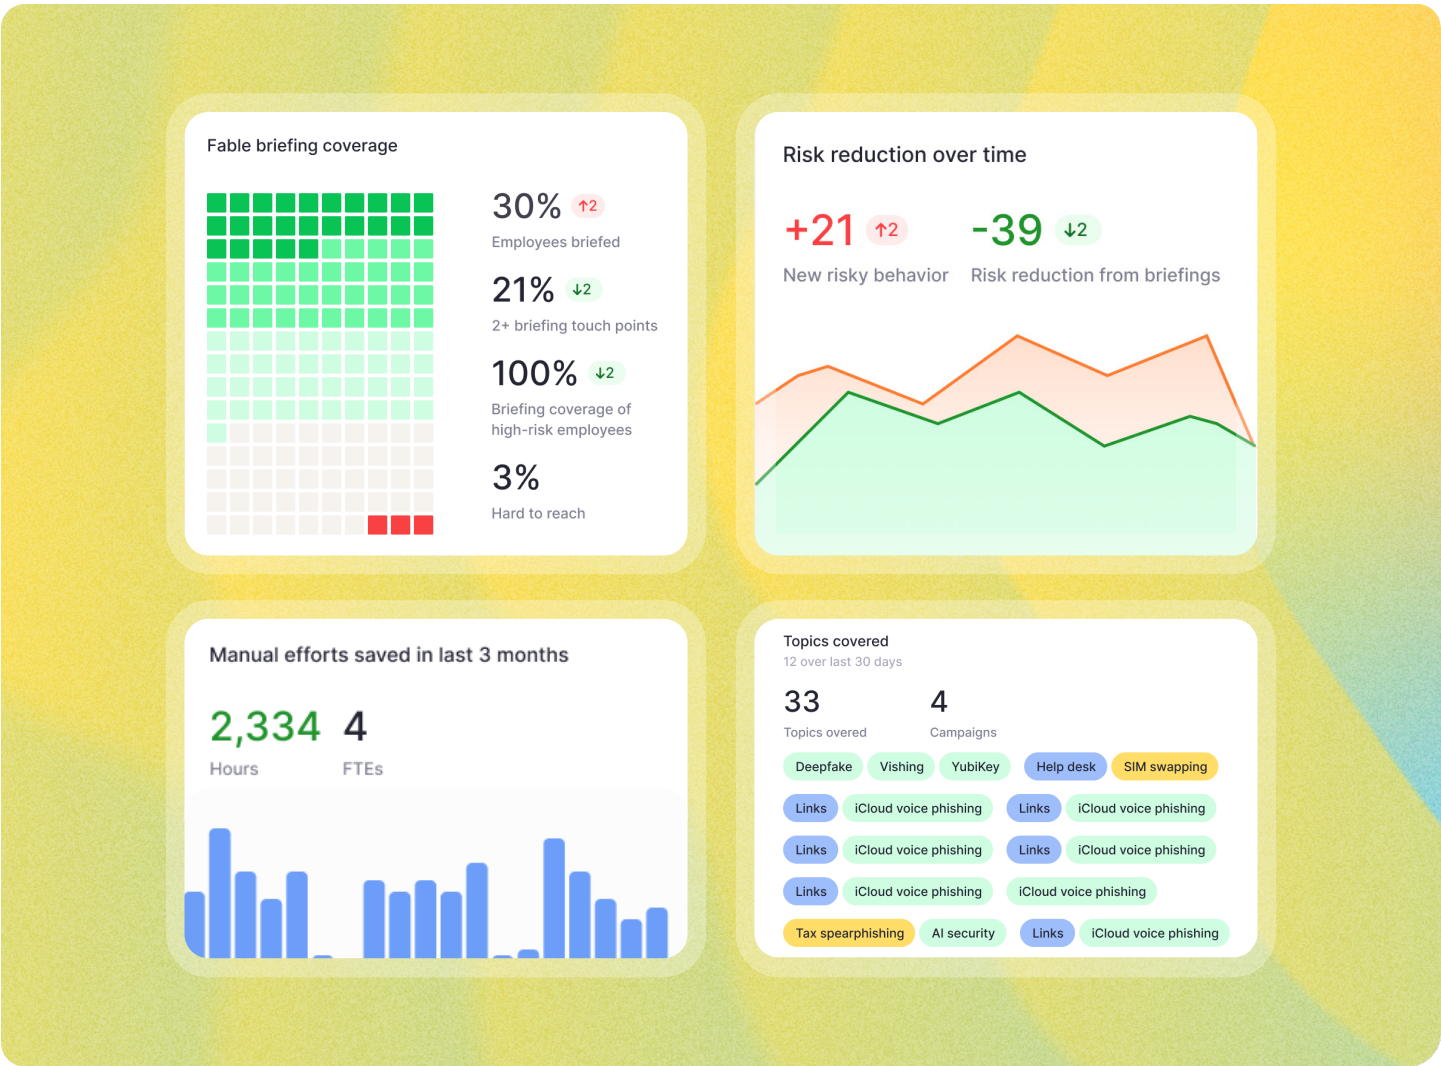 Fable briefing coverage
30% ↑2
Employees briefed
21% ↓2
2+ briefing touch points
100% ↓2
Briefing coverage of
high-risk employees
3%
Hard to reach
Risk reduction over time
+21 ↑2 -39 ↓2
New risky behavior Risk reduction from briefings
Manual efforts saved in last 3 months
2,334 4
Hours FTEs
Topics covered
12 over last 30 days
33 4
Topics overed Campaigns
Deepfake Vishing YubiKey Help desk SIM swapping
Links iCloud voice phishing Links iCloud voice phishing
Links iCloud voice phishing Links iCloud voice phishing
Links iCloud voice phishing iCloud voice phishing
Tax spearphishing AI security Links iCloud voice phishing